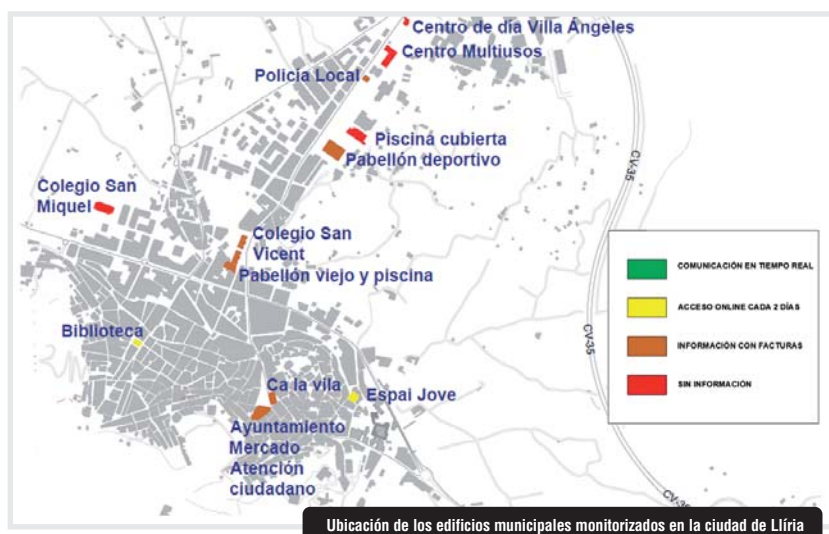 Centro de día Villa Ángeles
Centro Multiusos
Policía Local
Piscina cubierta
Pabellón deportivo
Colegio San
Miquel
Colegio San
Vicent
Pabellón viejo y piscina
CV-35
CV-35
CV-35
COMUNICACIÓN EN TIEMPO REAL
ACCESO ONLINE CADA 2 DÍAS
INFORMACIÓN CON FACTURAS
SIN INFORMACIÓN
Biblioteca
Ca la vila
Espai Jove
Ayuntamiento
Mercado
Atención
ciudadano
Ubicación de los edificios municipales monitorizados en la ciudad de Llíria